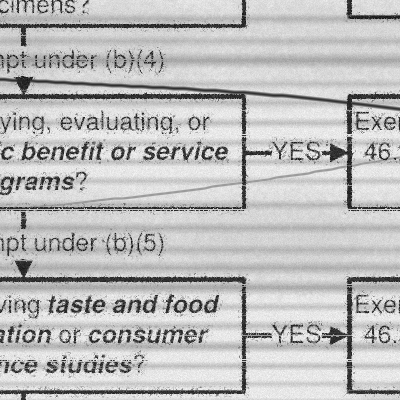 cimens?
mpt under (b)(4)
ying, evaluating, or
c benefit or service
grams?
YES
Exe
46.
mpt under (b)(5)
ving taste and food
ation or consumer
nce studies?
YES
Exe
46.